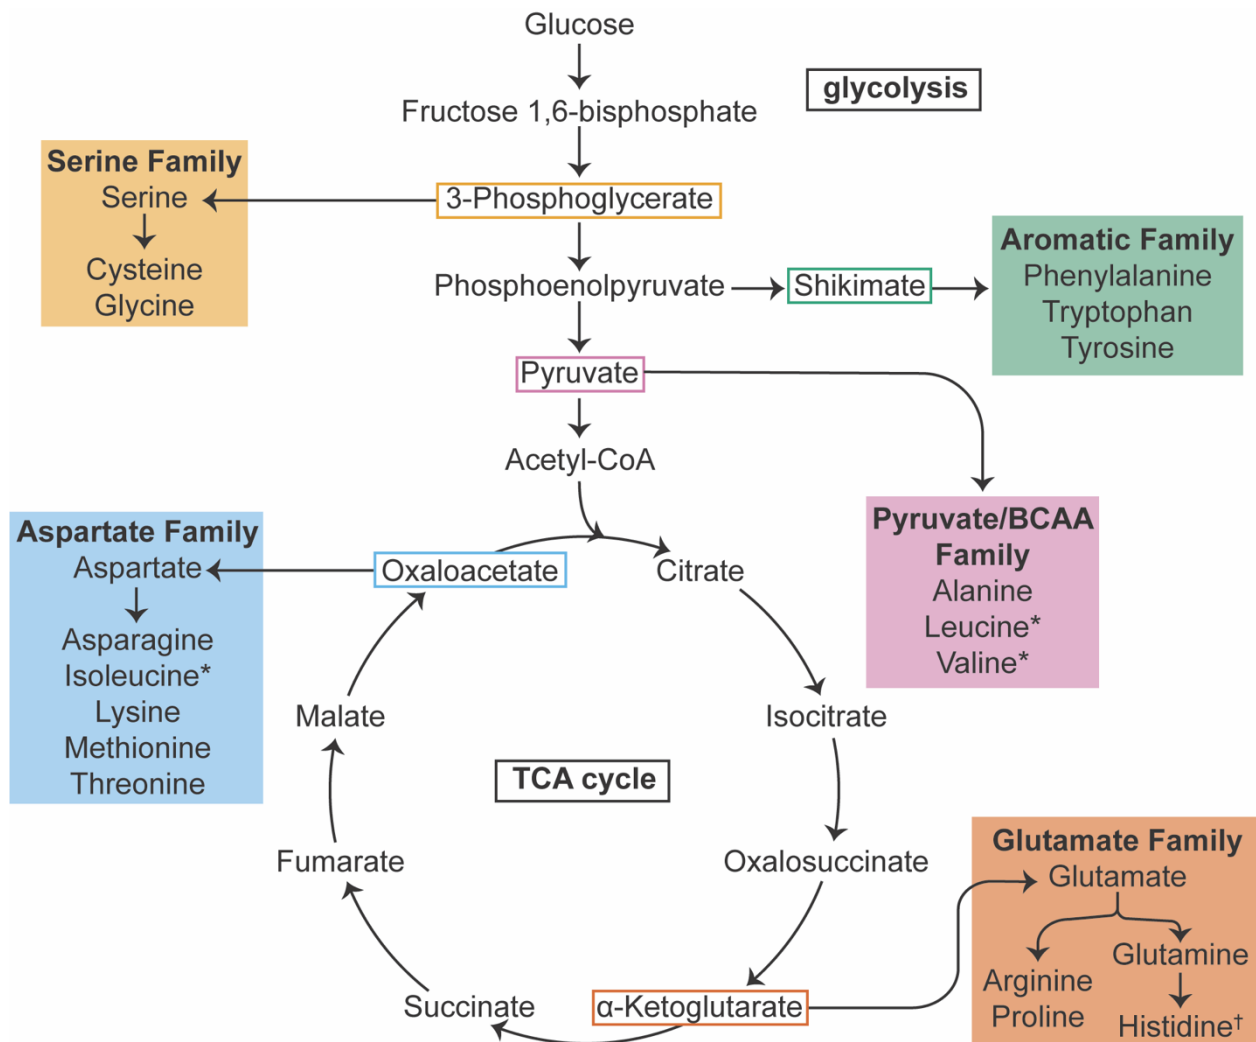 Glucose
glycolysis
Fructose 1,6-bisphosphate
Serine Family
Serine
Cysteine
Glycine
3-Phosphoglycerate
Aromatic Family
Phenylalanine
Tryptophan
Tyrosine
Phosphoenolpyruvate
Shikimate
Pyruvate
Acetyl-CoA
Pyruvate/BCAA
Family
Alanine
Leucine*
Valine*
Aspartate Family
Aspartate
Asparagine
Isoleucine*
Lysine
Methionine
Threonine
Oxaloacetate
Citrate
Malate
Isocitrate
TCA cycle
Fumarate
Oxalosuccinate
Succinate
α-Ketoglutarate
Glutamate Family
Glutamate
Arginine
Proline
Glutamine
Histidine†